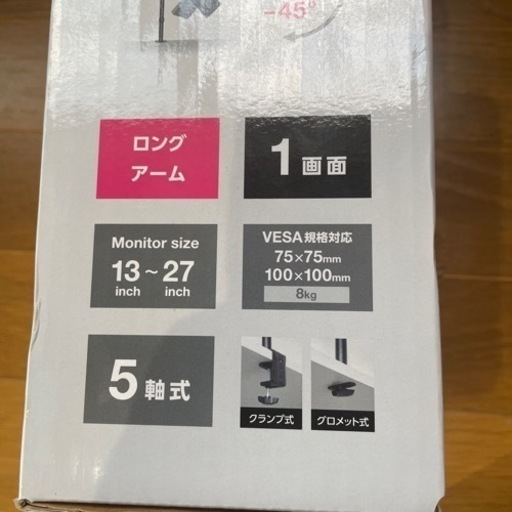 -45°
ロング
アーム
1画面
Monitor size
13~27
inch inch
VESA規格対応
75×75mm
100×100mm
8kg
5軸式
クランプ式
グロメット式